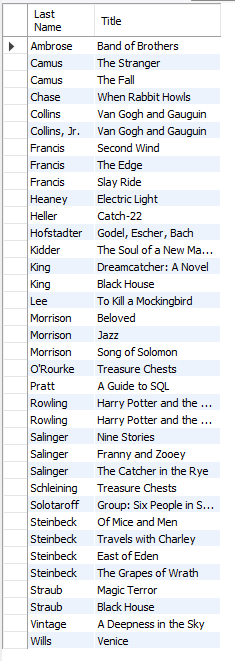 Last Name Title
Ambrose Band of Brothers
Camus The Stranger
Camus The Fall
Chase When Rabbit Howls
Collins Van Gogh and Gauguin
Collins, Jr. Van Gogh and Gauguin
Francis Second Wind
Francis The Edge
Francis Slay Ride
Heaney Electric Light
Heller Catch-22
Hofstadter Godel, Escher, Bach
Kidder The Soul of a New Ma...
King Dreamcatcher: A Novel
King Black House
Lee To Kill a Mockingbird
Morrison Beloved
Morrison Jazz
Morrison Song of Solomon
O'Rourke Treasure Chests
Pratt A Guide to SQL
Rowling Harry Potter and the ...
Rowling Harry Potter and the ...
Salinger Nine Stories
Salinger Franny and Zooey
Salinger The Catcher in the Rye
Schleining Treasure Chests
Solotaroff Group: Six People in S...
Steinbeck Of Mice and Men
Steinbeck Travels with Charley
Steinbeck East of Eden
Steinbeck The Grapes of Wrath
Straub Magic Terror
Straub Black House
Vintage A Deepness in the Sky
Wills Venice